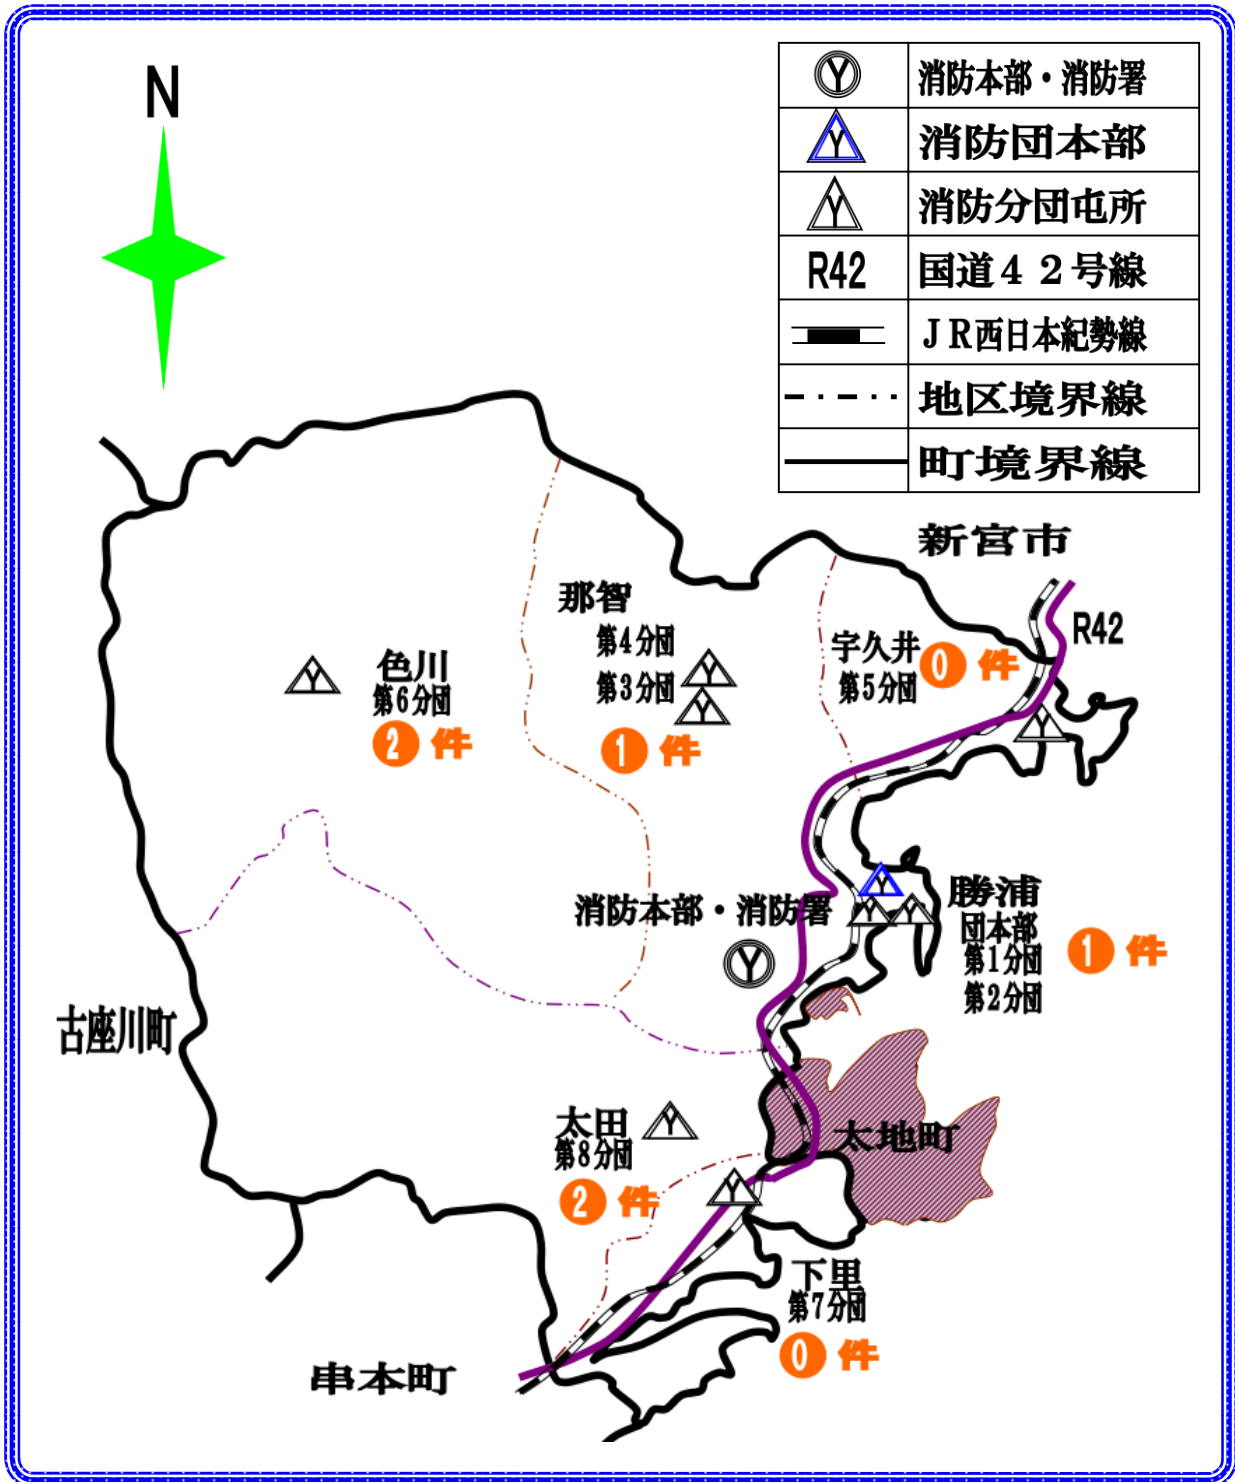 N
消防本部・消防署
消防団本部
消防分団屯所
R42 国道４２号線
ＪＲ西日本紀勢線
地区境界線
町境界線
新宮市
R42
那智
第4分団
第3分団
1 件
宇久井
第5分団
0 件
色川
第6分団
2 件
消防本部・消防署
勝浦
団本部
第1分団
第2分団
1 件
古座川町
太田
第8分団
2 件
太地町
下里
第7分団
0 件
串本町